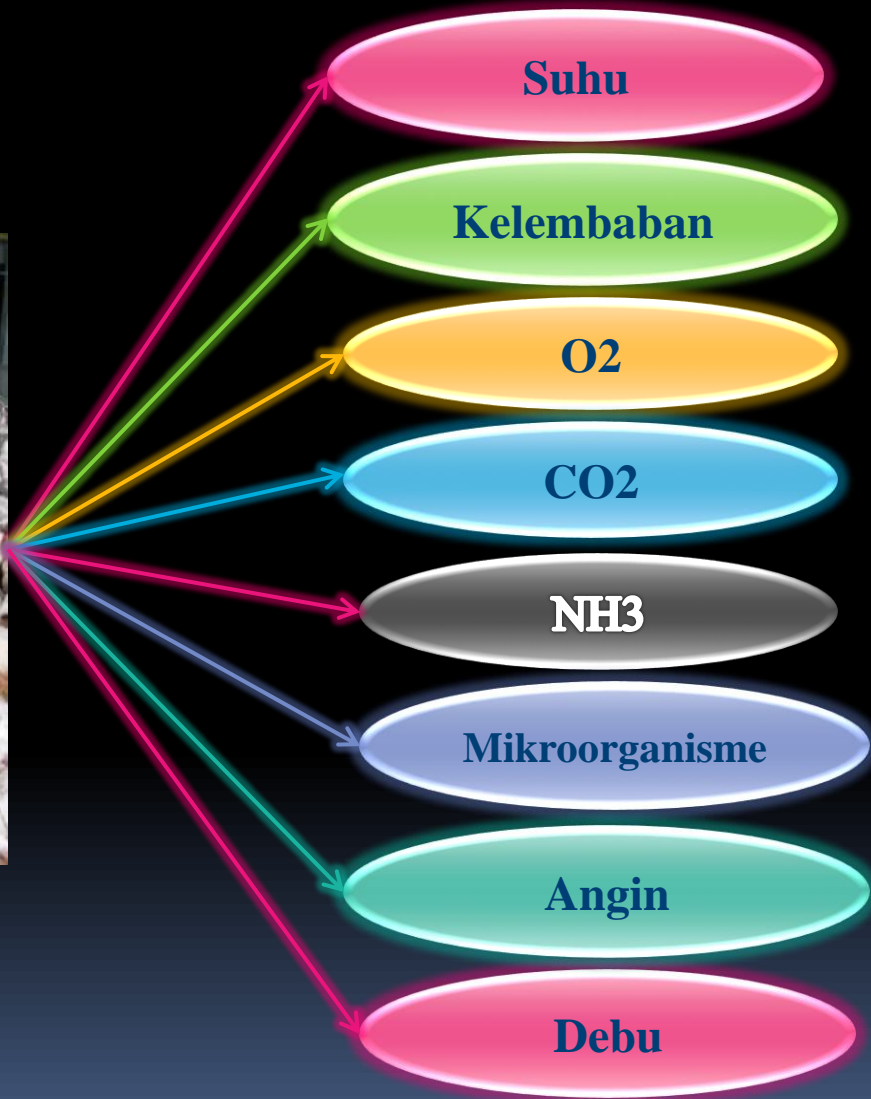 Suhu
Kelembaban
O2
CO2
NH3
Mikroorganisme
Angin
Debu